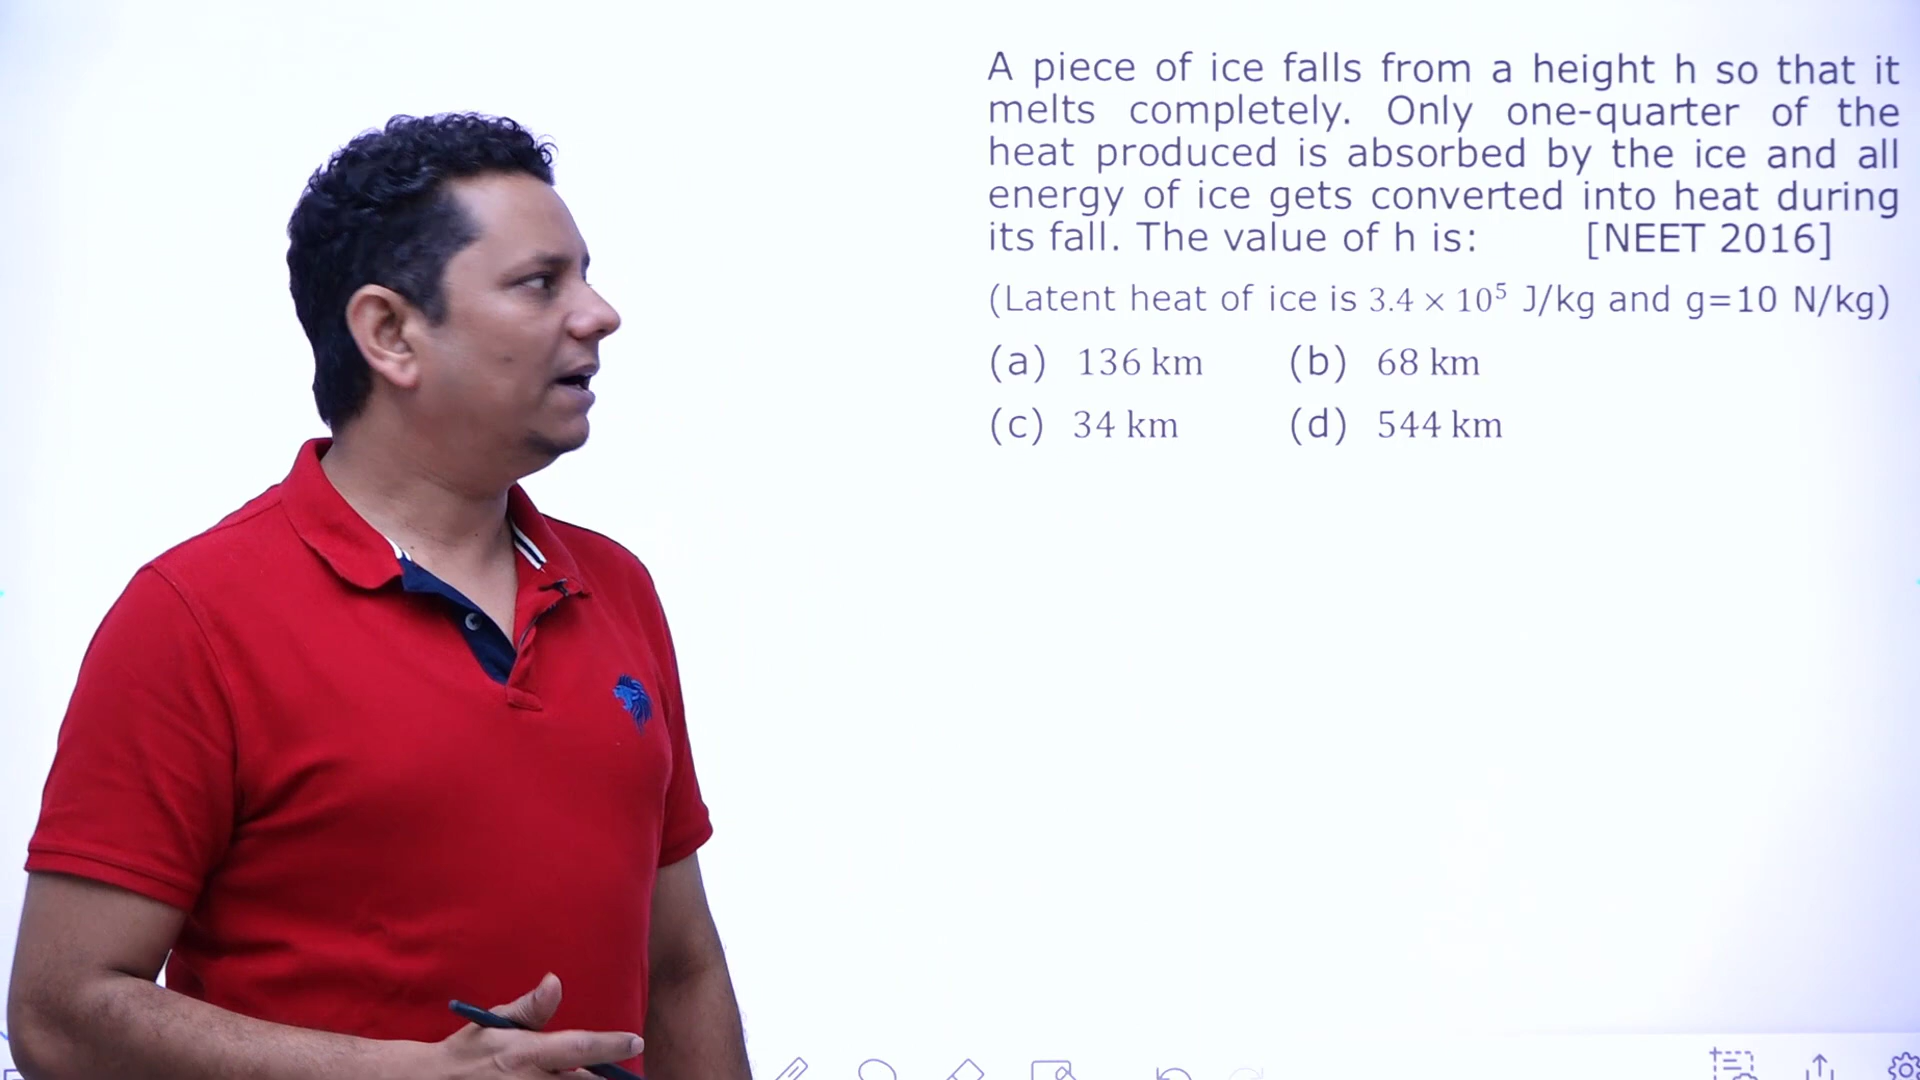 A piece of ice falls from a height h so that it
melts completely. Only one-quarter of the
heat produced is absorbed by the ice and all
energy of ice gets converted into heat during
its fall. The value of h is: [NEET 2016]
(Latent heat of ice is 3.4 × 10⁵ J/kg and g=10 N/kg)
(a) 136 km (b) 68 km
(c) 34 km (d) 544 km